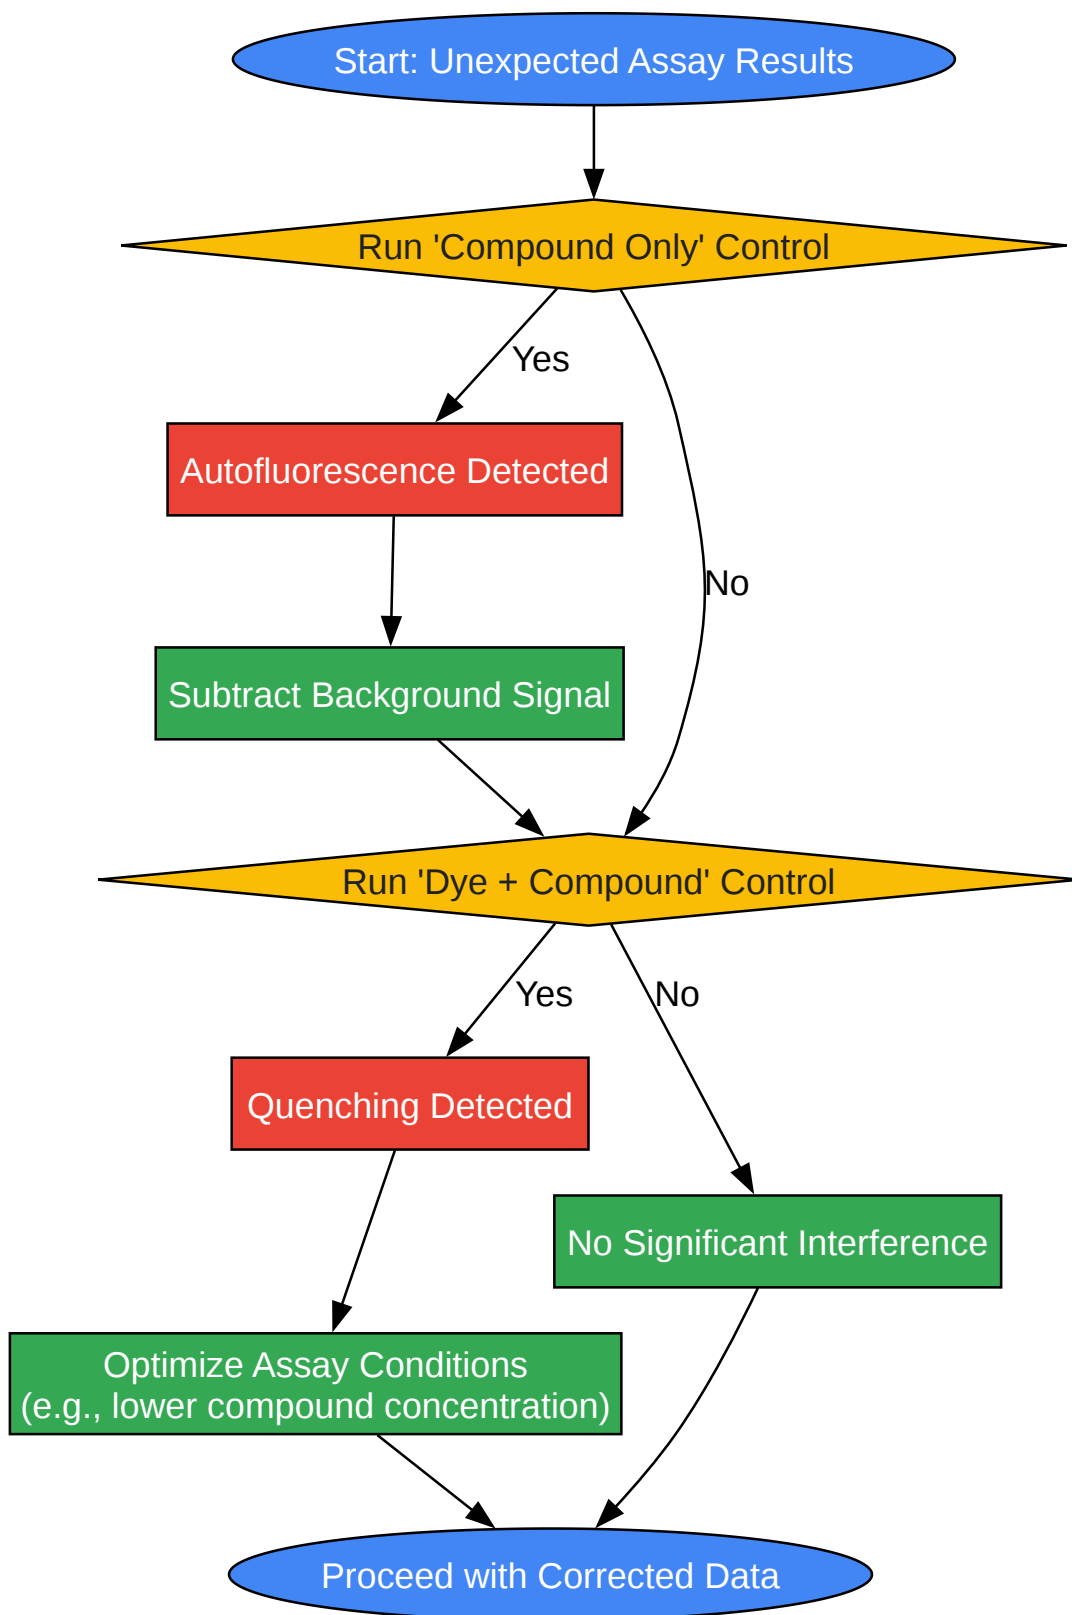 Start: Unexpected Assay Results
Run 'Compound Only' Control
Yes
Autofluorescence Detected
No
Subtract Background Signal
Run 'Dye + Compound' Control
Yes
No
Quenching Detected
No Significant Interference
Optimize Assay Conditions
(e.g., lower compound concentration)
Proceed with Corrected Data